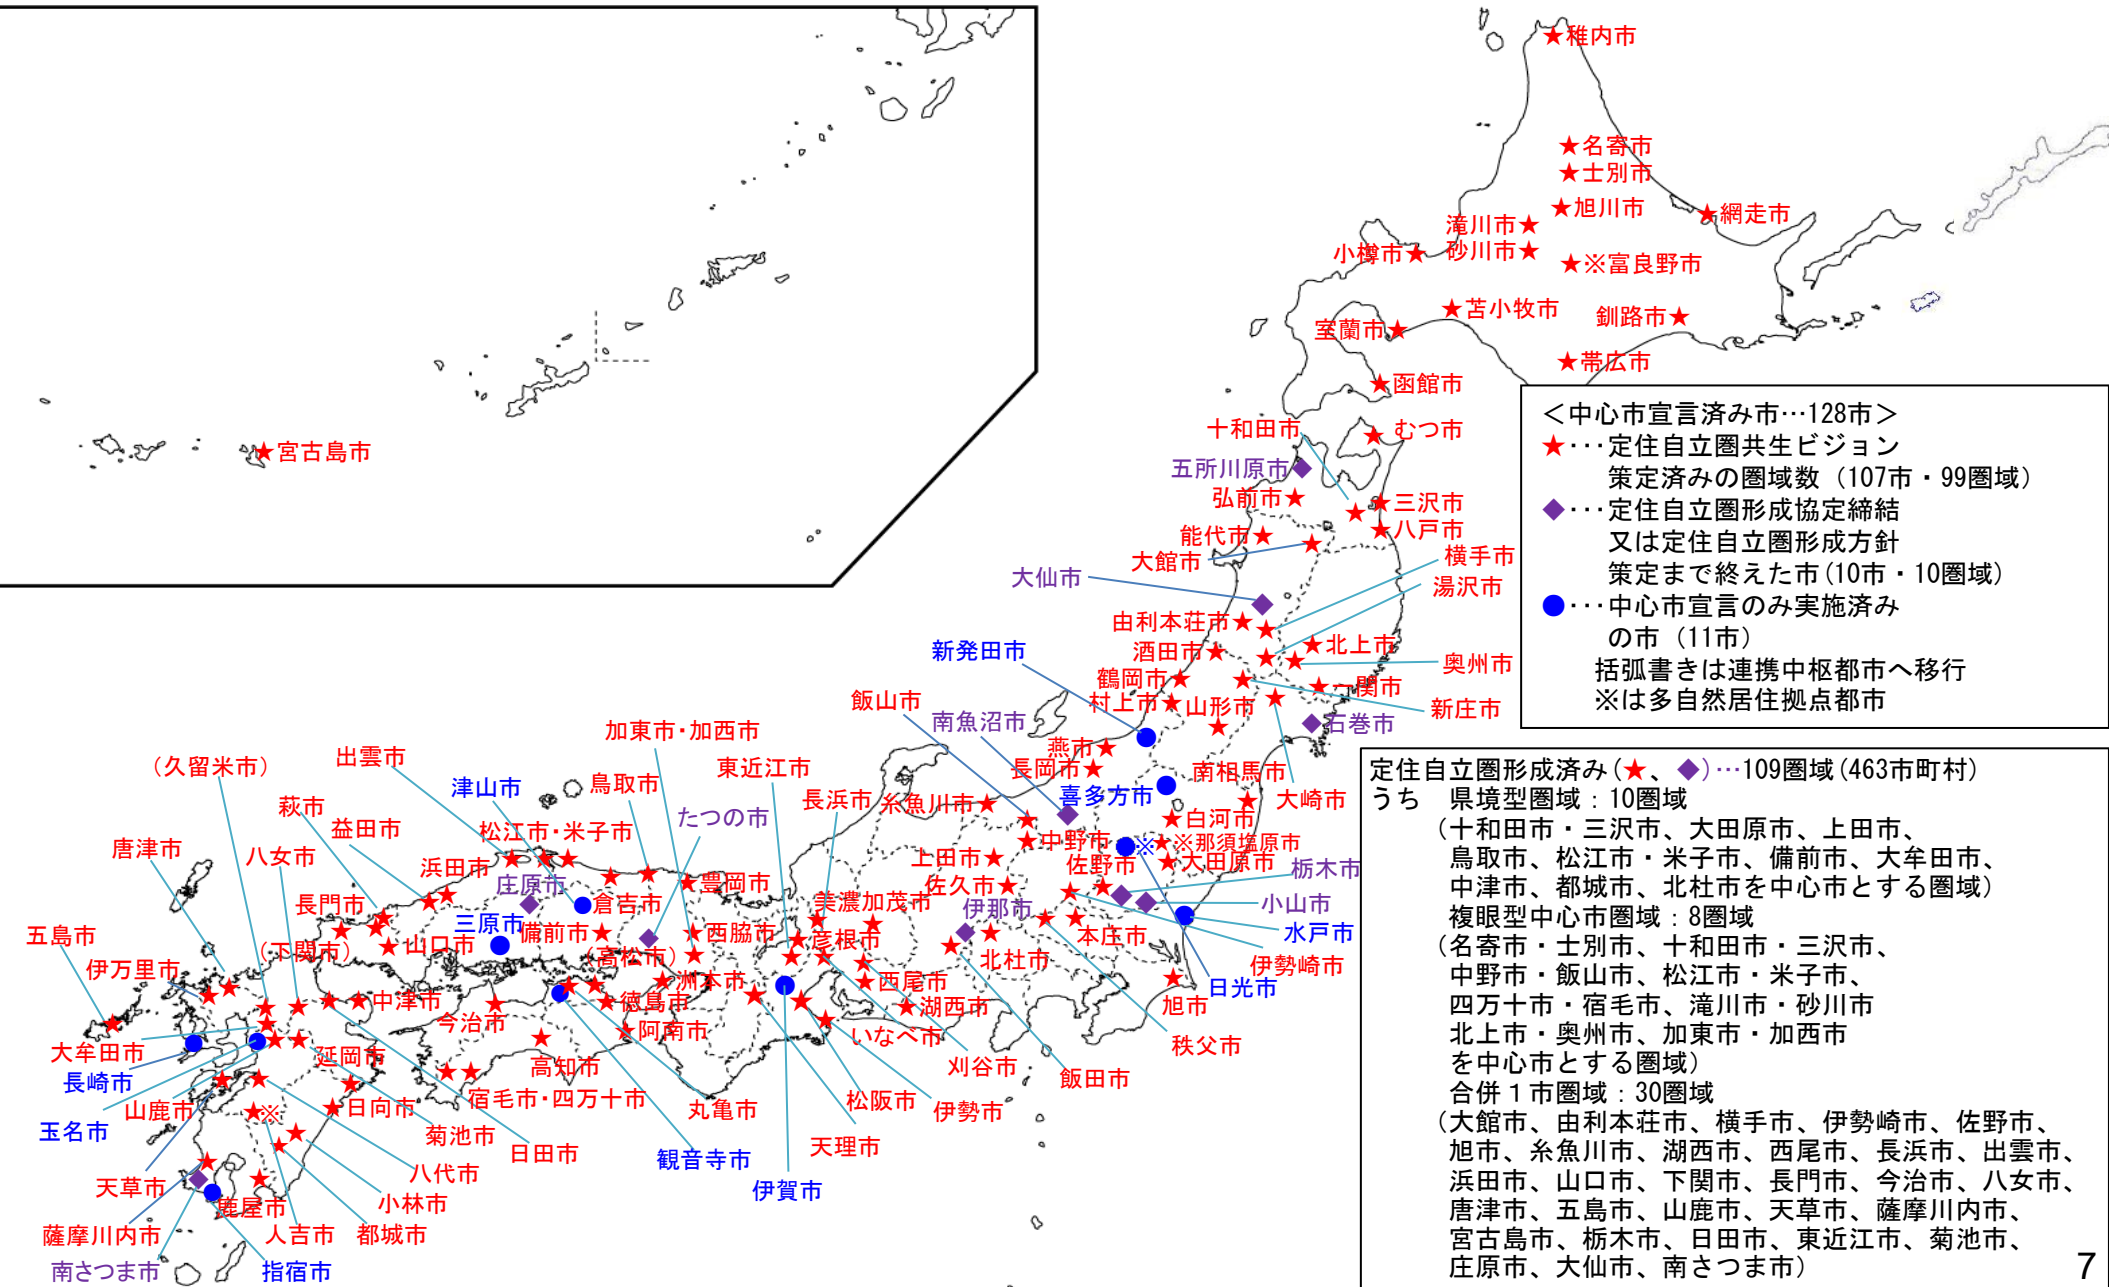 ★稚内市
★名寄市
★士別市
★旭川市
滝川市★
★網走市
小樽市★
砂川市★
★※富良野市
★苫小牧市
釧路市★
室蘭市★
★帯広市
★函館市
★宮古島市
十和田市
★むつ市
五所川原市◆
弘前市★
★三沢市
能代市★
★八戸市
大館市
横手市
大仙市
湯沢市
由利本荘市★
新発田市
酒田市★
★北上市
奥州市
鶴岡市★
★一関市
飯山市
村上市★
山形市
新庄市
南魚沼市
◆石巻市
加東市・加西市
燕市★
出雲市
(久留米市)
東近江市
長岡市★
南相馬市
津山市
鳥取市
長浜市
糸魚川市★
喜多方市
大崎市
萩市
たつの市
★白河市
益田市
松江市・米子市
唐津市
八女市
中野市
※
★※那須塩原市
浜田市
上田市★
佐野市
★大田原市
栃木市
庄原市
★豊岡市
佐久市★
長門市
倉吉市
美濃加茂市
伊那市
小山市
三原市
五島市
備前市★
★西脇市
彦根市
本庄市
水戸市
(下関市)
★山口市
(高松市)
北杜市
伊勢崎市
伊万里市
★洲本市
★西尾市
日光市
★中津市
今治市
★徳島市
★湖西市
旭市
★阿南市
いなべ市
大牟田市
延岡市
高知市
刈谷市
秩父市
長崎市
飯田市
山鹿市
★※
★日向市
宿毛市・四万十市
丸亀市
松阪市
伊勢市
玉名市
菊池市
日田市
観音寺市
天理市
天草市
八代市
伊賀市
小林市
鹿屋市
薩摩川内市
人吉市
都城市
南さつま市
指宿市
＜中心市宣言済み市…128市＞
★･･･定住自立圏共生ビジョン
策定済みの圏域数（107市・99圏域）
◆･･･定住自立圏形成協定締結
又は定住自立圏形成方針
策定まで終えた市(10市・10圏域)
●･･･中心市宣言のみ実施済み
の市（11市）
括弧書きは連携中枢都市へ移行
※は多自然居住拠点都市
定住自立圏形成済み(★、◆)…109圏域(463市町村)
うち　県境型圏域：10圏域
（十和田市・三沢市、大田原市、上田市、
鳥取市、松江市・米子市、備前市、大牟田市、
中津市、都城市、北杜市を中心市とする圏域）
複眼型中心市圏域：8圏域
（名寄市・士別市、十和田市・三沢市、
中野市・飯山市、松江市・米子市、
四万十市・宿毛市、滝川市・砂川市
北上市・奥州市、加東市・加西市
を中心市とする圏域）
合併１市圏域：30圏域
（大館市、由利本荘市、横手市、伊勢崎市、佐野市、
旭市、糸魚川市、湖西市、西尾市、長浜市、出雲市、
浜田市、山口市、下関市、長門市、今治市、八女市、
唐津市、五島市、山鹿市、天草市、薩摩川内市、
宮古島市、栃木市、日田市、東近江市、菊池市、
庄原市、大仙市、南さつま市）
7